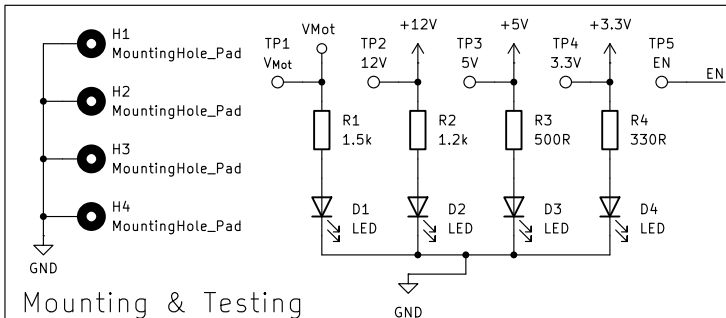 H1
MountingHole_Pad
H2
MountingHole_Pad
H3
MountingHole_Pad
H4
MountingHole_Pad
GND
VMot
TP1
VMot
+12V
TP2
12V
+5V
TP3
5V
+3.3V
TP4
3.3V
TP5
EN
EN
R1
1.5k
R2
1.2k
R3
500R
R4
330R
D1
LED
D2
LED
D3
LED
D4
LED
GND
Mounting & Testing